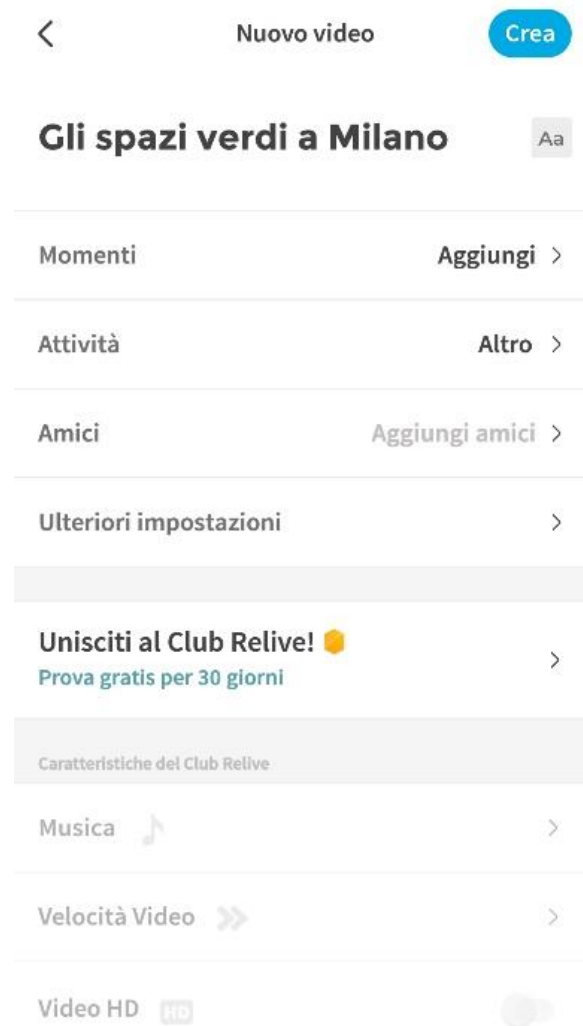 Nuovo video
Crea
Gli spazi verdi a Milano
Aa
Momenti
Aggiungi
Attività
Altro
Amici
Aggiungi amici
Ulteriori impostazioni
Unisciti al Club Relive!
Prova gratis per 30 giorni
Caratteristiche del Club Relive
Musica
Velocità Video
Video HD
HD